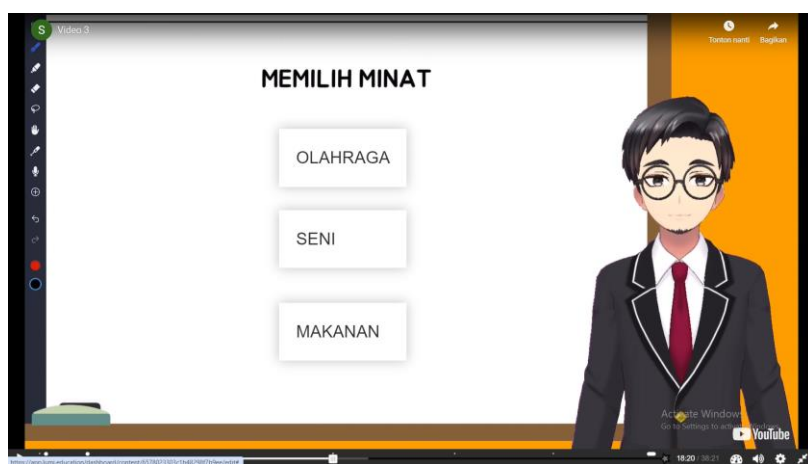 S Video 3
Tonton nanti Bagikan
MEMILIH MINAT
OLAHRAGA
SENI
MAKANAN
Activate Windows
Go to Settings to activate Windows.
YouTube
18:20 / 38:21